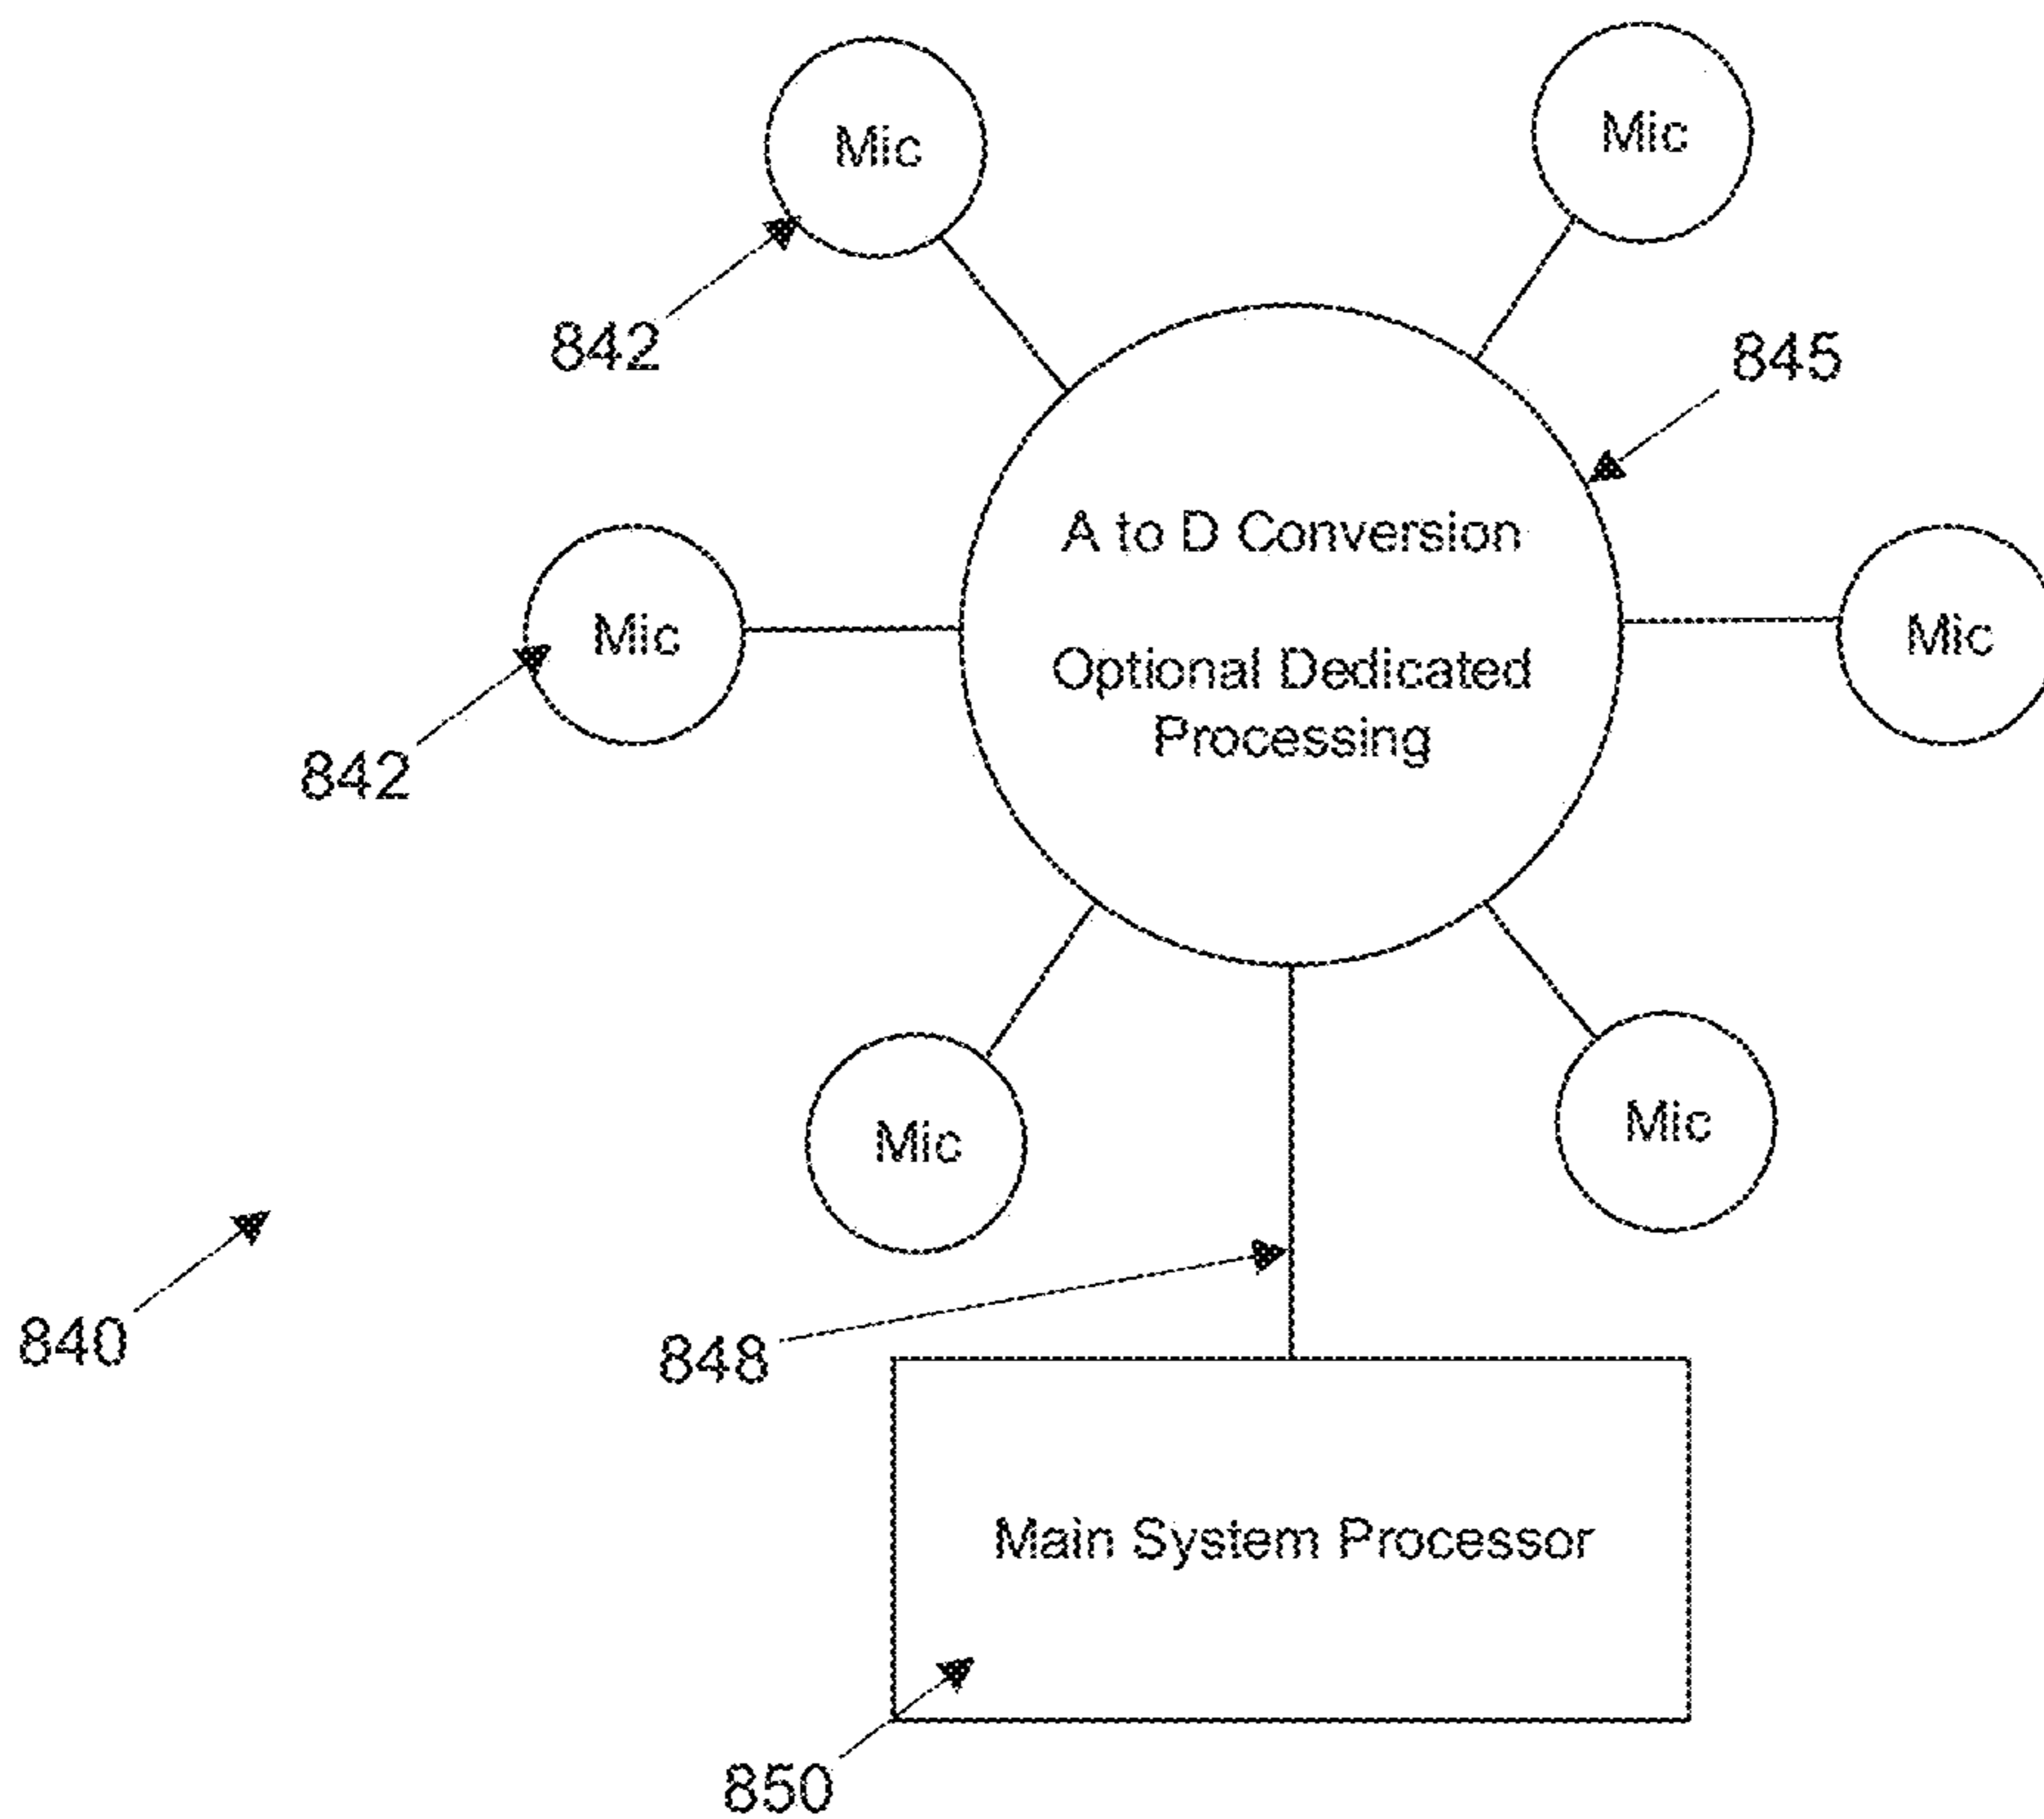 Mic
Mic
842
845
A to D Conversion
Mic
Mic
Optional Dedicated
Processing
842
Mic
Mic
840
848
Main System Processor
850